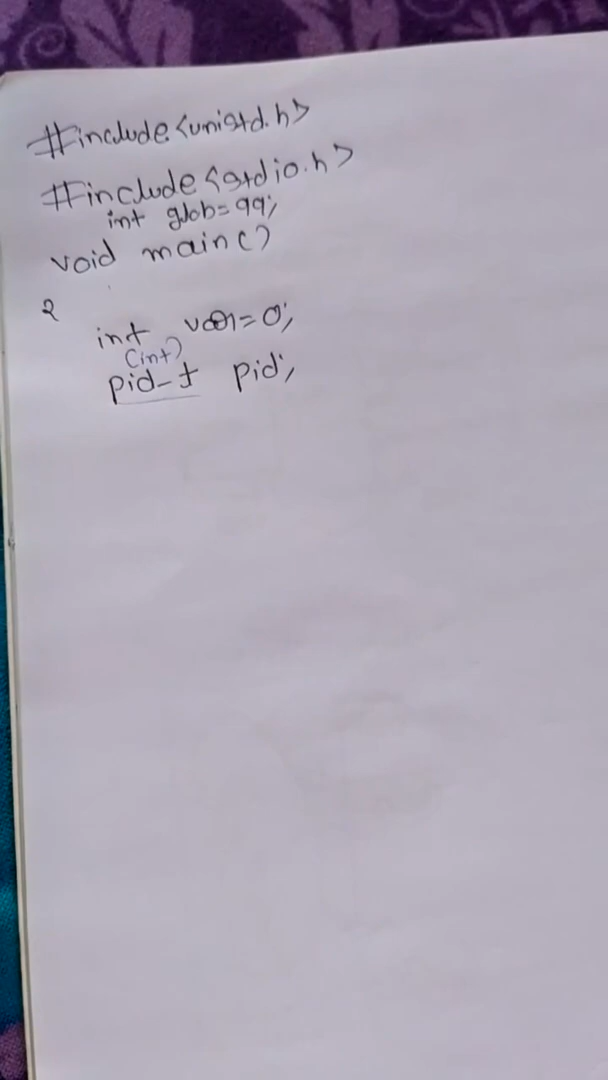 #include<unistd.h>
#include<stdio.h>
int glob=99;
void main()
{
int var=0;
(int)
pid_t pid;